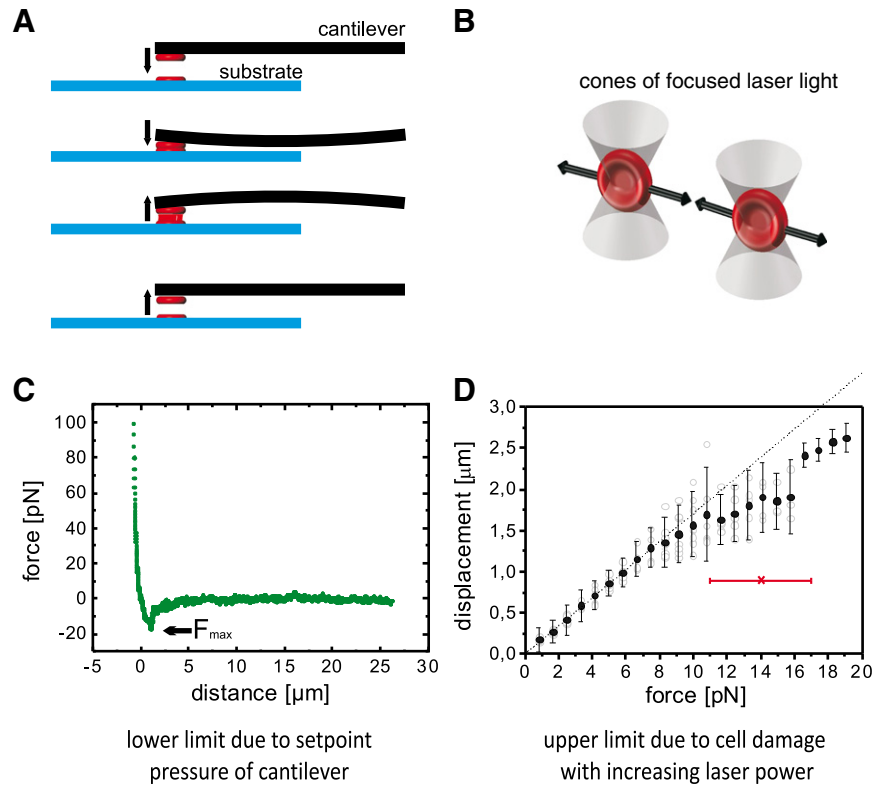 A
cantilever
substrate
B
cones of focused laser light
C
force [pN]
100
80
60
40
20
0
-20
Fmax
-5
0
5
10
15
20
25
30
distance [µm]
lower limit due to setpoint
pressure of cantilever
D
displacement [µm]
3,0
2,5
2,0
1,5
1,0
0,5
0,0
0
2
4
6
8
10
12
14
16
18
20
force [pN]
upper limit due to cell damage
with increasing laser power